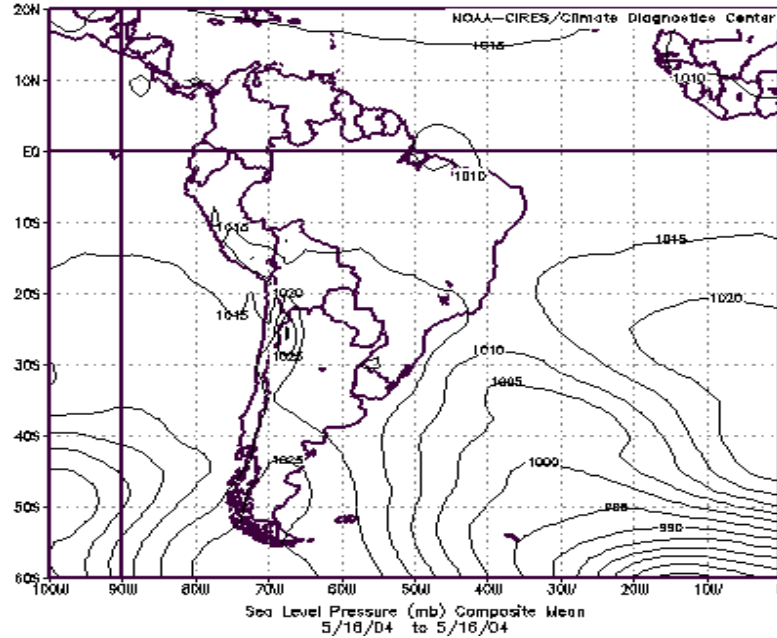 20N
NOAA-CIRES/Climate Diagnostics Center
1015
10N
1010
EQ
1010
10S
1015
1015
20S
1020
1020
1015
30S
1025
1010
1005
40S
1025
1000
50S
990
60S
100W 90W 80W 70W 60W 50W 40W 30W 20W 10W
Sea Level Pressure (mb) Composite Mean
5/16/04 to 5/16/04